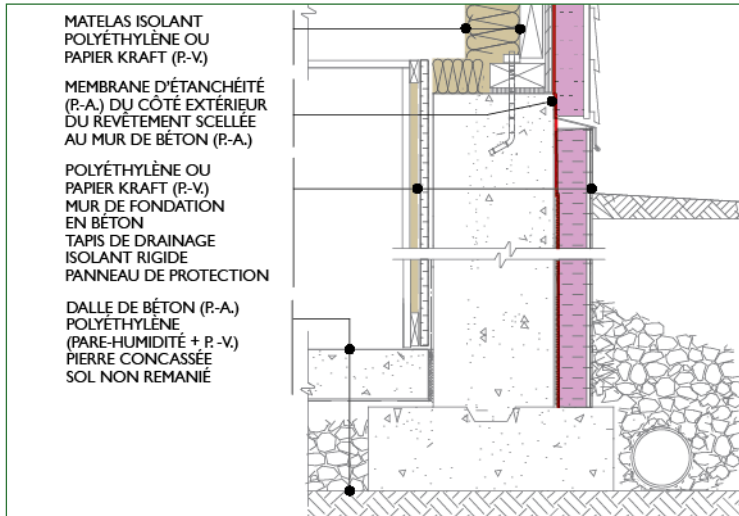 MATELAS ISOLANT
POLYÉTHYLÈNE OU
PAPIER KRAFT (P.-V.)
MEMBRANE D'ÉTANCHÉITÉ
(P.-A.) DU CÔTÉ EXTÉRIEUR
DU REVÊTEMENT SCELLÉE
AU MUR DE BÉTON (P.-A.)
POLYÉTHYLÈNE OU
PAPIER KRAFT (P.-V.)
MUR DE FONDATION
EN BÉTON
TAPIS DE DRAINAGE
ISOLANT RIGIDE
PANNEAU DE PROTECTION
DALLE DE BÉTON (P.-A.)
POLYÉTHYLÈNE
(PARE-HUMIDITÉ + P. -V.)
PIERRE CONCASSÉE
SOL NON REMANIÉ